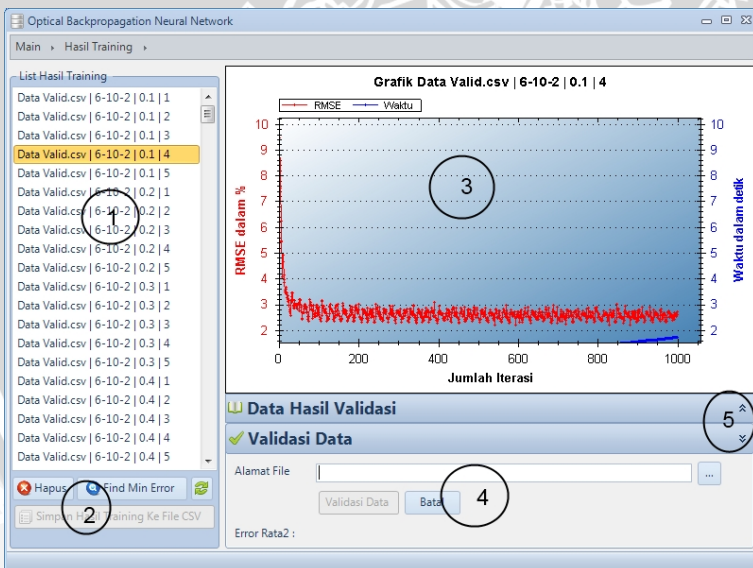 Optical Backpropagation Neural Network
Main Hasil Training
List Hasil Training
Data Valid.csv | 6-10-2 | 0.1 | 1
Data Valid.csv | 6-10-2 | 0.1 | 2
Data Valid.csv | 6-10-2 | 0.1 | 3
Data Valid.csv | 6-10-2 | 0.1 | 4
Data Valid.csv | 6-10-2 | 0.1 | 5
Data Valid.csv | 6-10-2 | 0.2 | 1
Data Valid.csv | 6-10-2 | 0.2 | 2
Data Valid.csv | 6-10-2 | 0.2 | 3
Data Valid.csv | 6-10-2 | 0.2 | 4
Data Valid.csv | 6-10-2 | 0.2 | 5
Data Valid.csv | 6-10-2 | 0.3 | 1
Data Valid.csv | 6-10-2 | 0.3 | 2
Data Valid.csv | 6-10-2 | 0.3 | 3
Data Valid.csv | 6-10-2 | 0.3 | 4
Data Valid.csv | 6-10-2 | 0.3 | 5
Data Valid.csv | 6-10-2 | 0.4 | 1
Data Valid.csv | 6-10-2 | 0.4 | 2
Data Valid.csv | 6-10-2 | 0.4 | 3
Data Valid.csv | 6-10-2 | 0.4 | 4
Data Valid.csv | 6-10-2 | 0.4 | 5
1
Hapus Find Min Error
Simpan Hasil Training Ke File CSV
2
Grafik Data Valid.csv | 6-10-2 | 0.1 | 4
RMSE Waktu
RMSE dalam %
10
9
8
7
6
5
4
3
2
3
10
9
8
7
6
5
4
3
2
Waktu dalam detik
0 200 400 600 800 1000
Jumlah Iterasi
Data Hasil Validasi
5
Validasi Data
Alamat File ...
Validasi Data Batal
4
Error Rata2 :